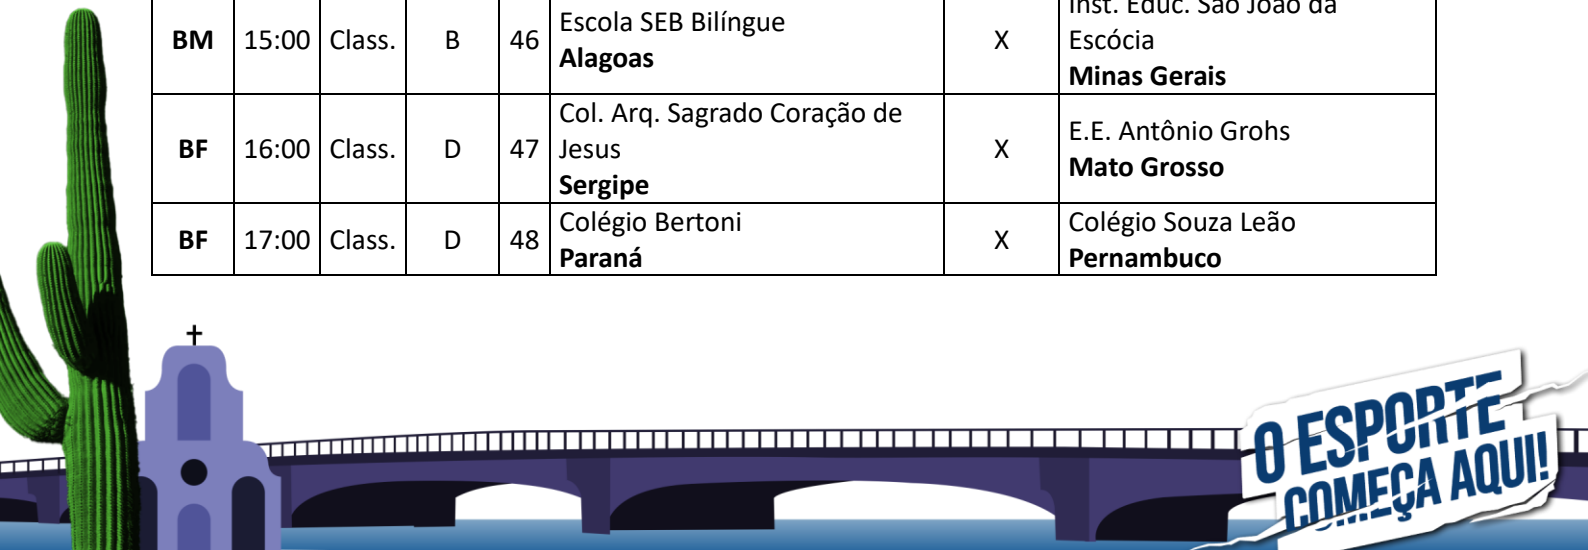 Inst. Educ. São João da
BM 15:00 Class. B 46 Escola SEB Bilíngue X Escócia
Alagoas Minas Gerais
Col. Arq. Sagrado Coração de
BF 16:00 Class. D 47 Jesus X E.E. Antônio Grohs
Sergipe Mato Grosso
BF 17:00 Class. D 48 Colégio Bertoni X Colégio Souza Leão
Paraná Pernambuco
O ESPORTE
COMEÇA AQUI!